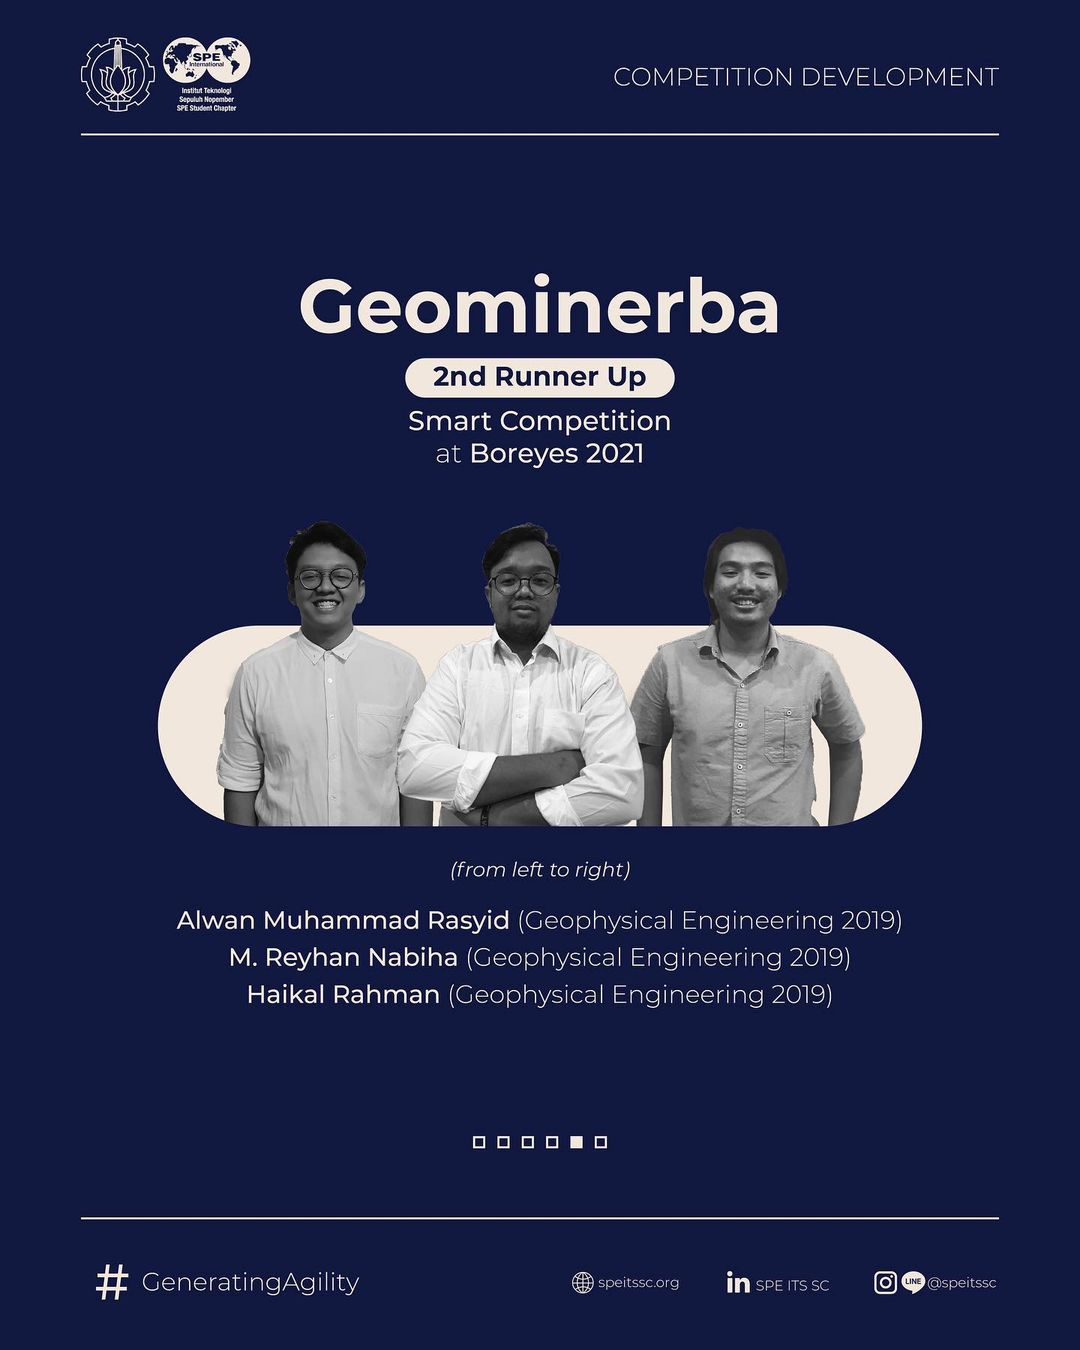 SPE
International
Institut Teknologi
Sepuluh Nopember
SPE Student Chapter
COMPETITION DEVELOPMENT
Geominerba
2nd Runner Up
Smart Competition
at Boreyes 2021
(from left to right)
Alwan Muhammad Rasyid (Geophysical Engineering 2019)
M. Reyhan Nabiha (Geophysical Engineering 2019)
Haikal Rahman (Geophysical Engineering 2019)
# GeneratingAgility
speitssc.org
in SPE ITS SC
LINE @speitssc